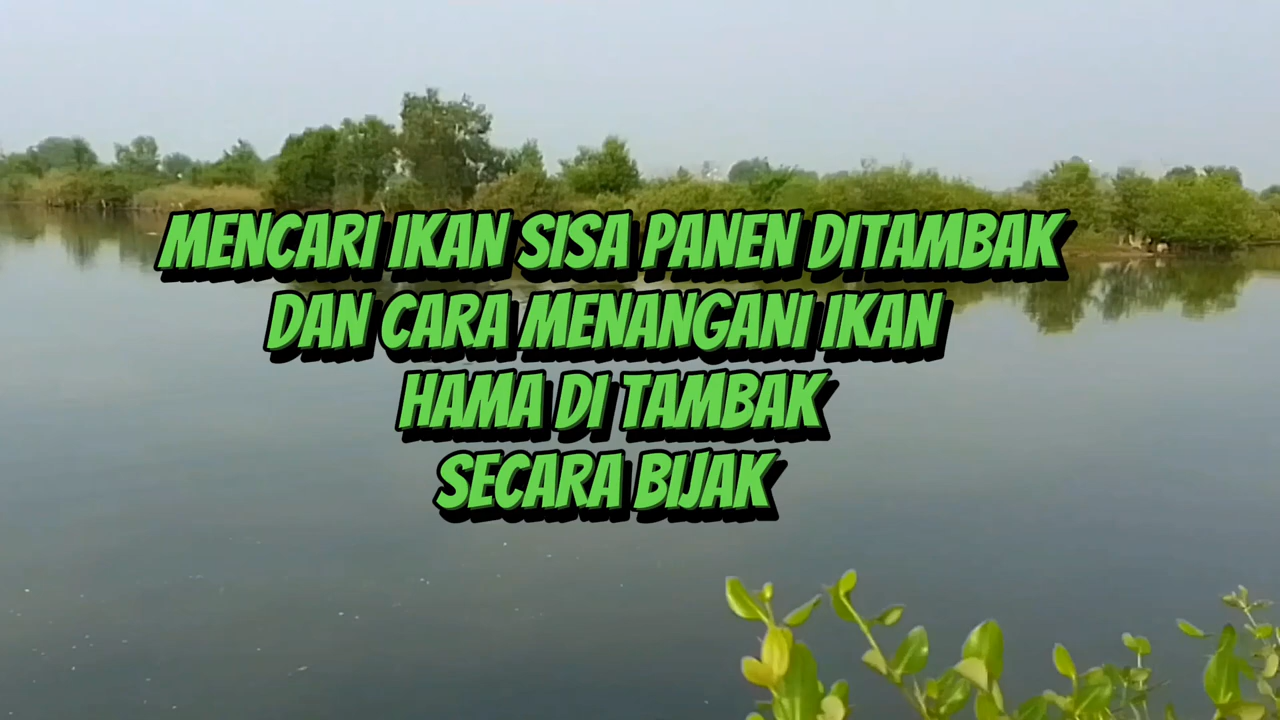 MENCARI IKAN SISA PANEN DITAMBAK
DAN CARA MENANGANI IKAN
HAMA DI TAMBAK
SECARA BIJAK